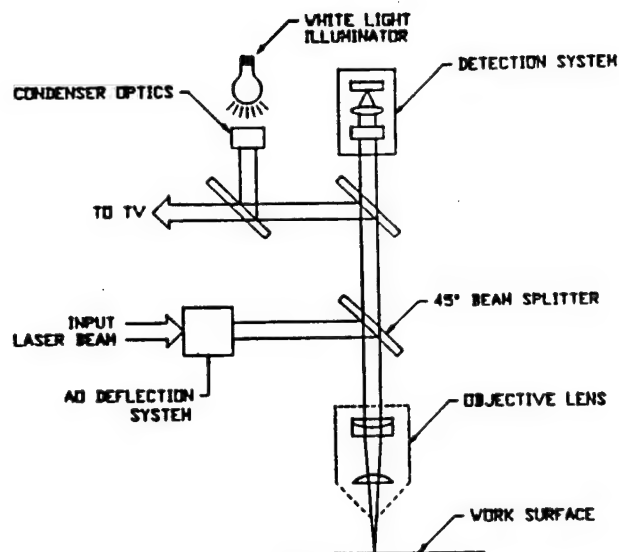 WHITE LIGHT
ILLUMINATOR
DETECTION SYSTEM
CONDENSER OPTICS
TO TV
45° BEAM SPLITTER
INPUT
LASER BEAM
AO DEFLECTION
SYSTEM
OBJECTIVE LENS
WORK SURFACE